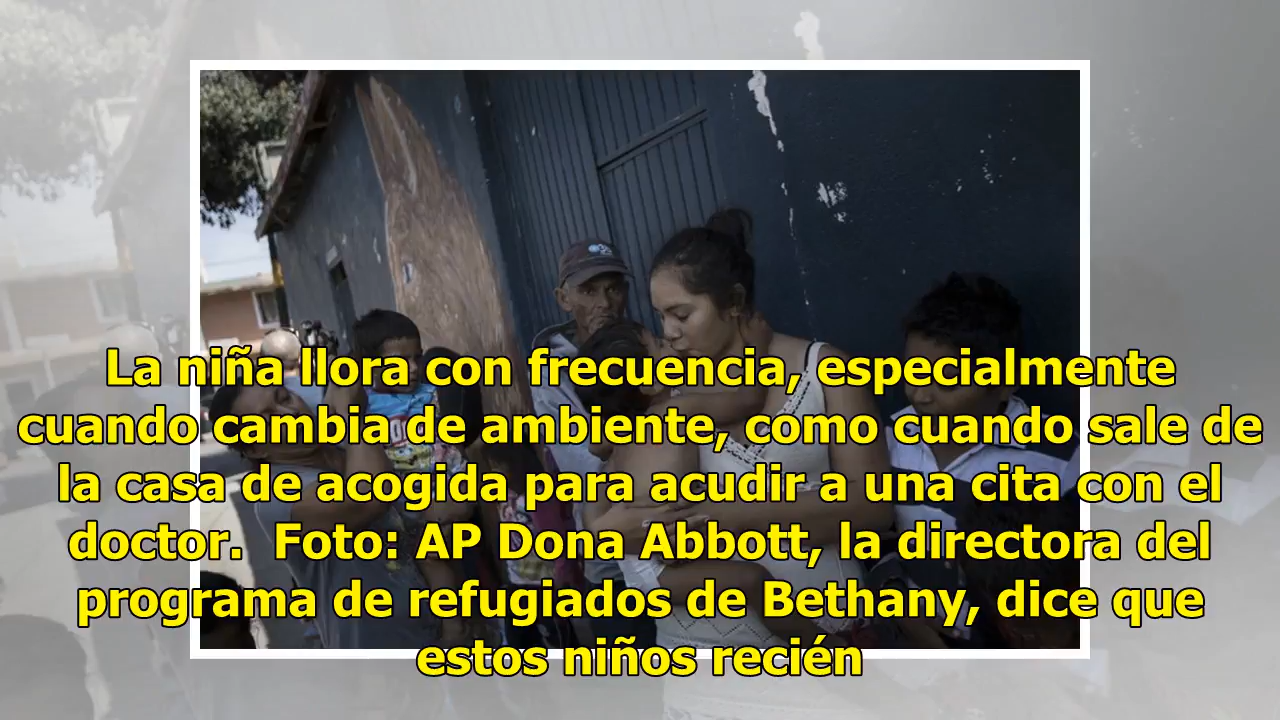 La niña llora con frecuencia, especialmente
cuando cambia de ambiente, como cuando sale de
la casa de acogida para acudir a una cita con el
doctor.  Foto: AP Dona Abbott, la directora del
programa de refugiados de Bethany, dice que
estos niños recién